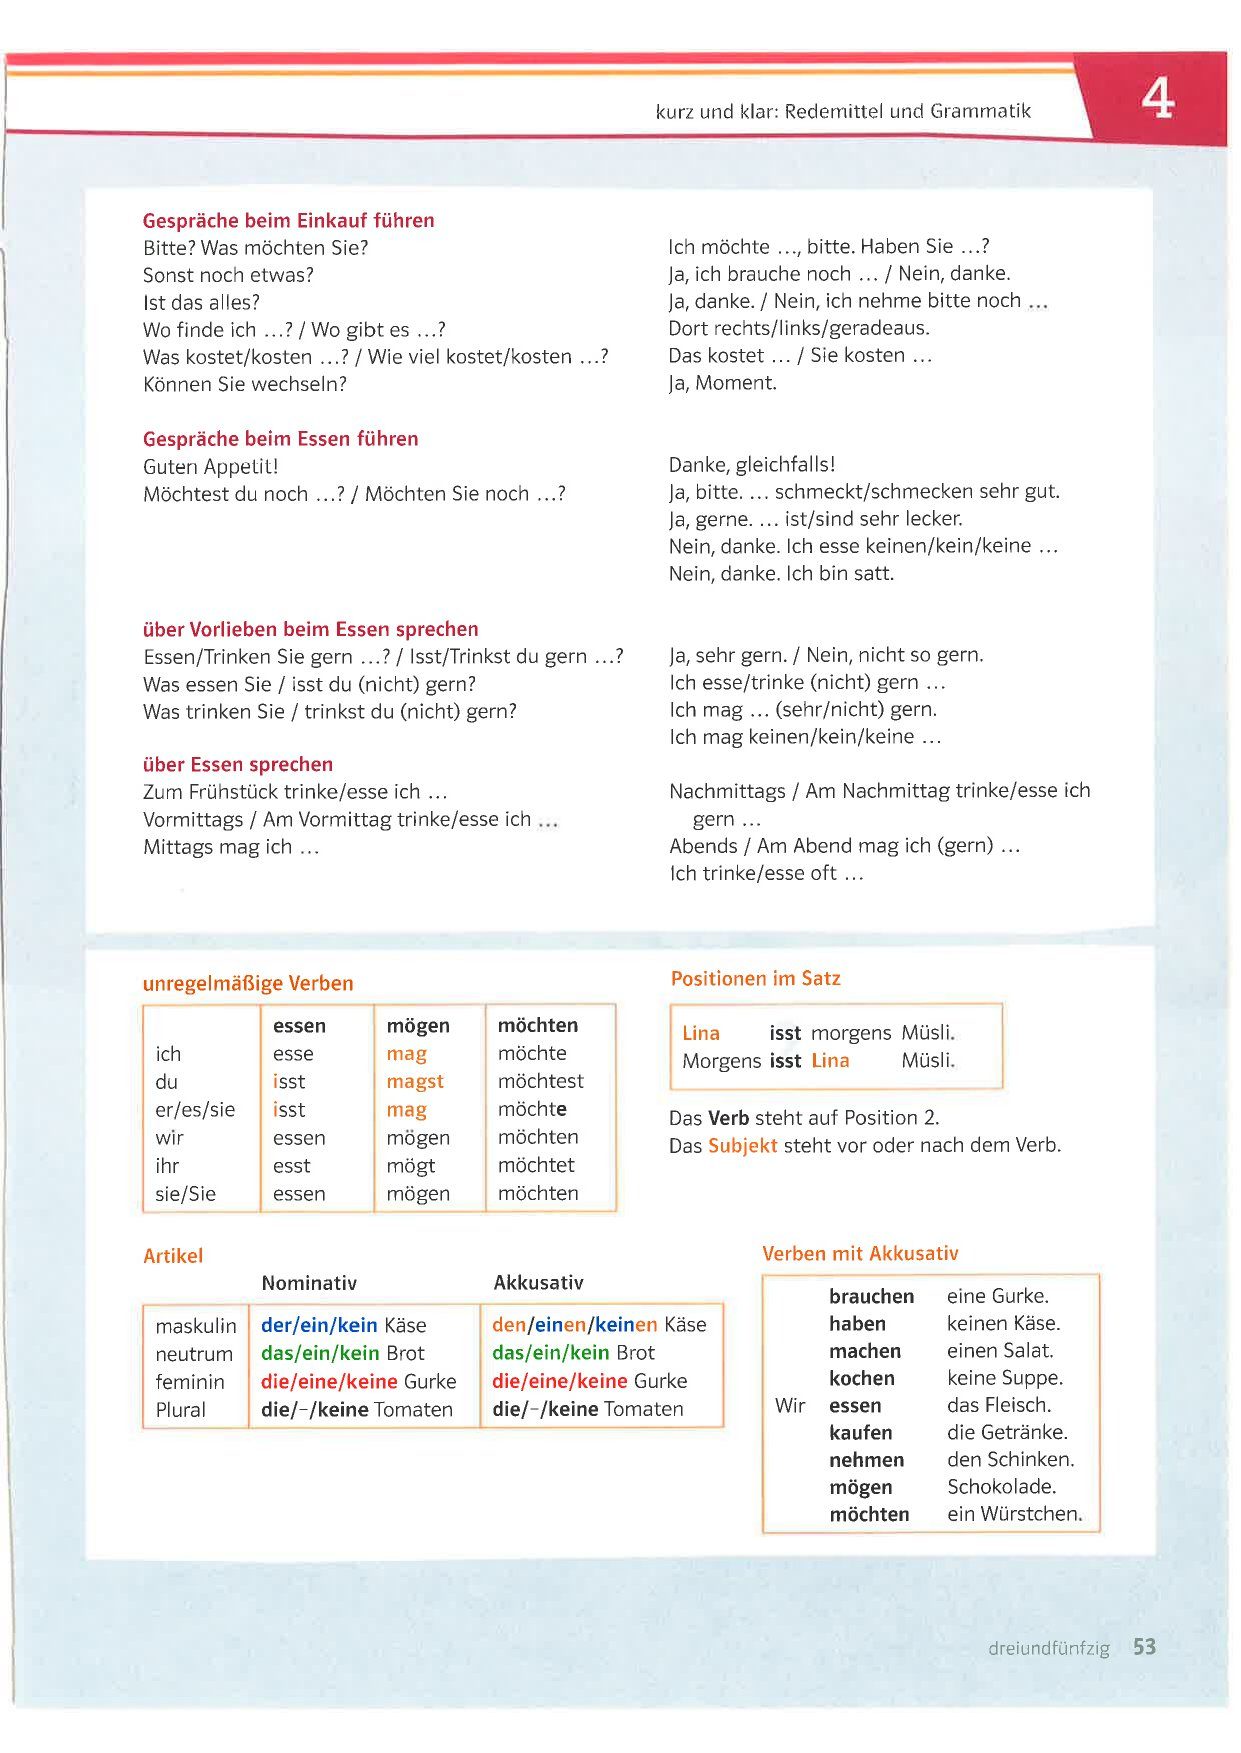 kurz und klar: Redemittel und Grammatik
4
Gespräche beim Einkauf führen
Bitte? Was möchten Sie?
Ich möchte ..., bitte. Haben Sie ...?
Sonst noch etwas?
Ja, ich brauche noch ... / Nein, danke.
Ist das alles?
Ja, danke. / Nein, ich nehme bitte noch ...
Wo finde ich ...? / Wo gibt es ...?
Dort rechts/links/geradeaus.
Was kostet/kosten ...? / Wie viel kostet/kosten ...?
Das kostet ... / Sie kosten ...
Können Sie wechseln?
Ja, Moment.
Gespräche beim Essen führen
Guten Appetit!
Danke, gleichfalls!
Möchtest du noch ...? / Möchten Sie noch ...?
Ja, bitte. ... schmeckt/schmecken sehr gut.
Ja, gerne. ... ist/sind sehr lecker.
Nein, danke. Ich esse keinen/kein/keine ...
Nein, danke. Ich bin satt.
über Vorlieben beim Essen sprechen
Essen/Trinken Sie gern ...? / Isst/Trinkst du gern ...?
Ja, sehr gern. / Nein, nicht so gern.
Was essen Sie / isst du (nicht) gern?
Ich esse/trinke (nicht) gern ...
Was trinken Sie / trinkst du (nicht) gern?
Ich mag ... (sehr/nicht) gern.
Ich mag keinen/kein/keine ...
über Essen sprechen
Zum Frühstück trinke/esse ich ...
Vormittags / Am Vormittag trinke/esse ich ...
Mittags mag ich ...
Nachmittags / Am Nachmittag trinke/esse ich
gern ...
Abends / Am Abend mag ich (gern) ...
Ich trinke/esse oft ...
unregelmäßige Verben
essen mögen möchten
ich esse mag möchte
du isst magst möchtest
er/es/sie isst mag möchte
wir essen mögen möchten
ihr esst mögt möchtet
sie/Sie essen mögen möchten
Positionen im Satz
Lina isst morgens Müsli.
Morgens isst Lina Müsli.
Das Verb steht auf Position 2.
Das Subjekt steht vor oder nach dem Verb.
Artikel
Nominativ Akkusativ
maskulin der/ein/kein Käse den/einen/keinen Käse
neutrum das/ein/kein Brot das/ein/kein Brot
feminin die/eine/keine Gurke die/eine/keine Gurke
Plural die/-/keine Tomaten die/-/keine Tomaten
Verben mit Akkusativ
brauchen eine Gurke.
haben keinen Käse.
machen einen Salat.
kochen keine Suppe.
Wir essen das Fleisch.
kaufen die Getränke.
nehmen den Schinken.
mögen Schokolade.
möchten ein Würstchen.
dreiundfünfzig 53